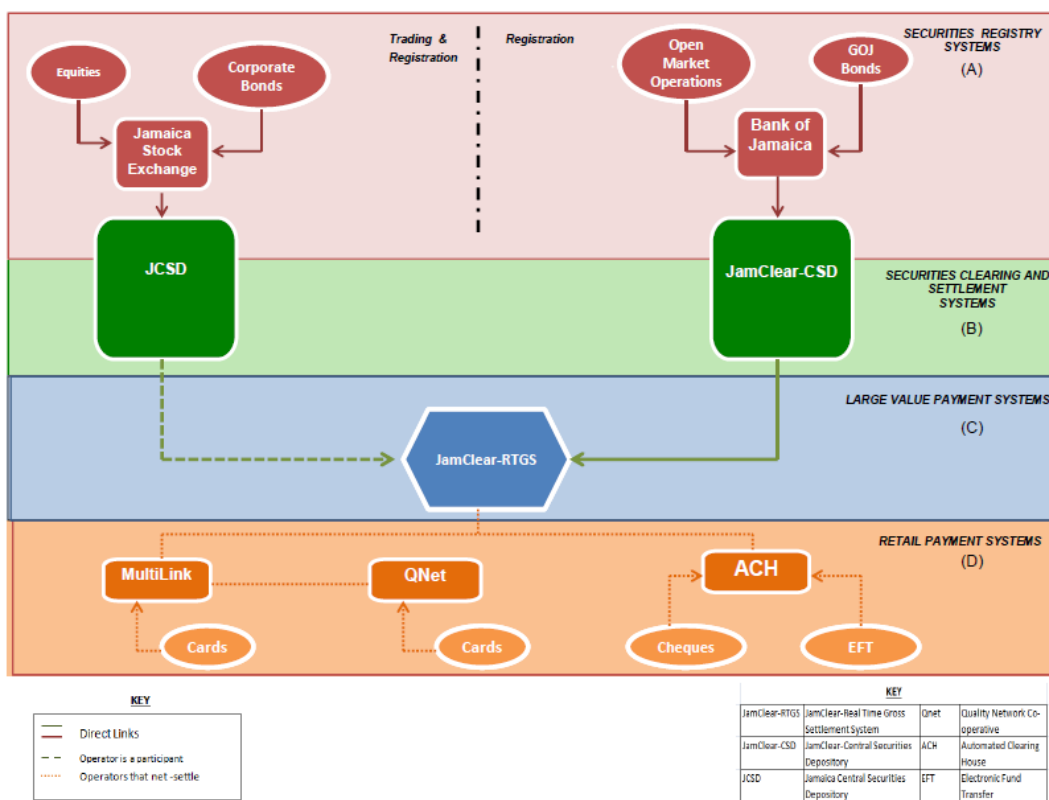 Trading &
Registration
Registration
SECURITIES REGISTRY
SYSTEMS
(A)
Equities
Corporate
Bonds
Open
Market
Operations
GOJ
Bonds
Jamaica
Stock
Exchange
Bank of
Jamaica
JCSD
JamClear-CSD
SECURITIES CLEARING AND
SETTLEMENT
SYSTEMS
(B)
LARGE VALUE PAYMENT SYSTEMS
(C)
JamClear-RTGS
RETAIL PAYMENT SYSTEMS
(D)
MultiLink
QNet
ACH
Cards
Cards
Cheques
EFT
KEY
Direct Links
Operator is a participant
Operators that net -settle
KEY
JamClear-RTGS JamClear-Real Time Gross Settlement System Qnet Quality Network Co-operative
JamClear-CSD JamClear-Central Securities Depository ACH Automated Clearing House
JCSD Jamaica Central Securities Depository EFT Electronic Fund Transfer